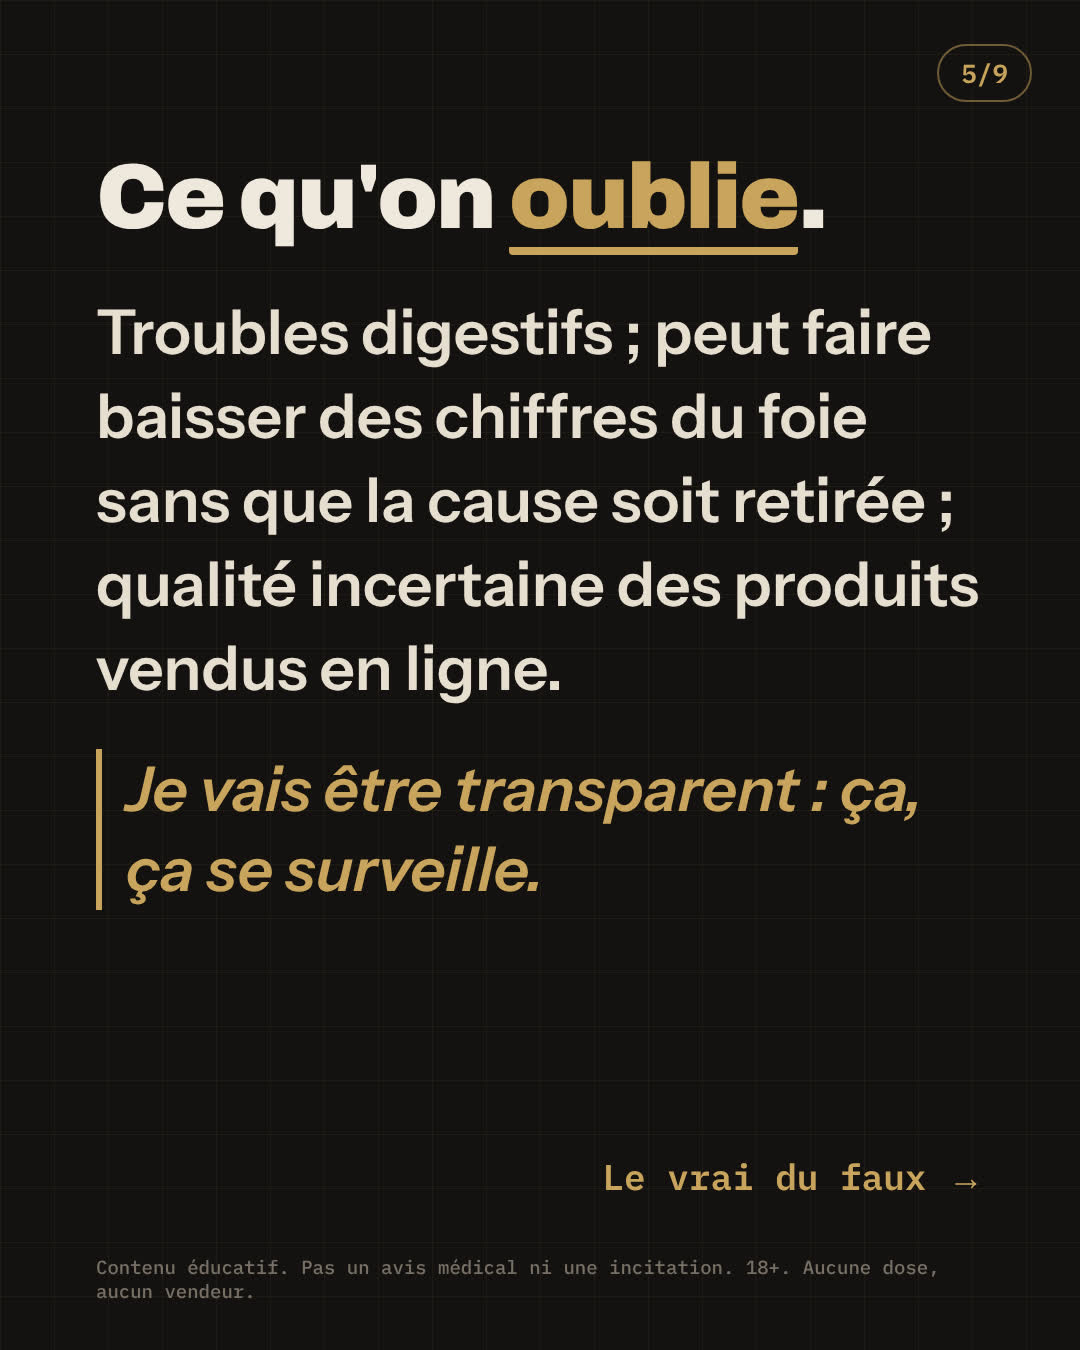 5/9
Ce qu'on oublie.
Troubles digestifs ; peut faire
baisser des chiffres du foie
sans que la cause soit retirée ;
qualité incertaine des produits
vendus en ligne.
Je vais être transparent : ça,
ça se surveille.
Le vrai du faux →
Contenu éducatif. Pas un avis médical ni une incitation. 18+. Aucune dose,
aucun vendeur.